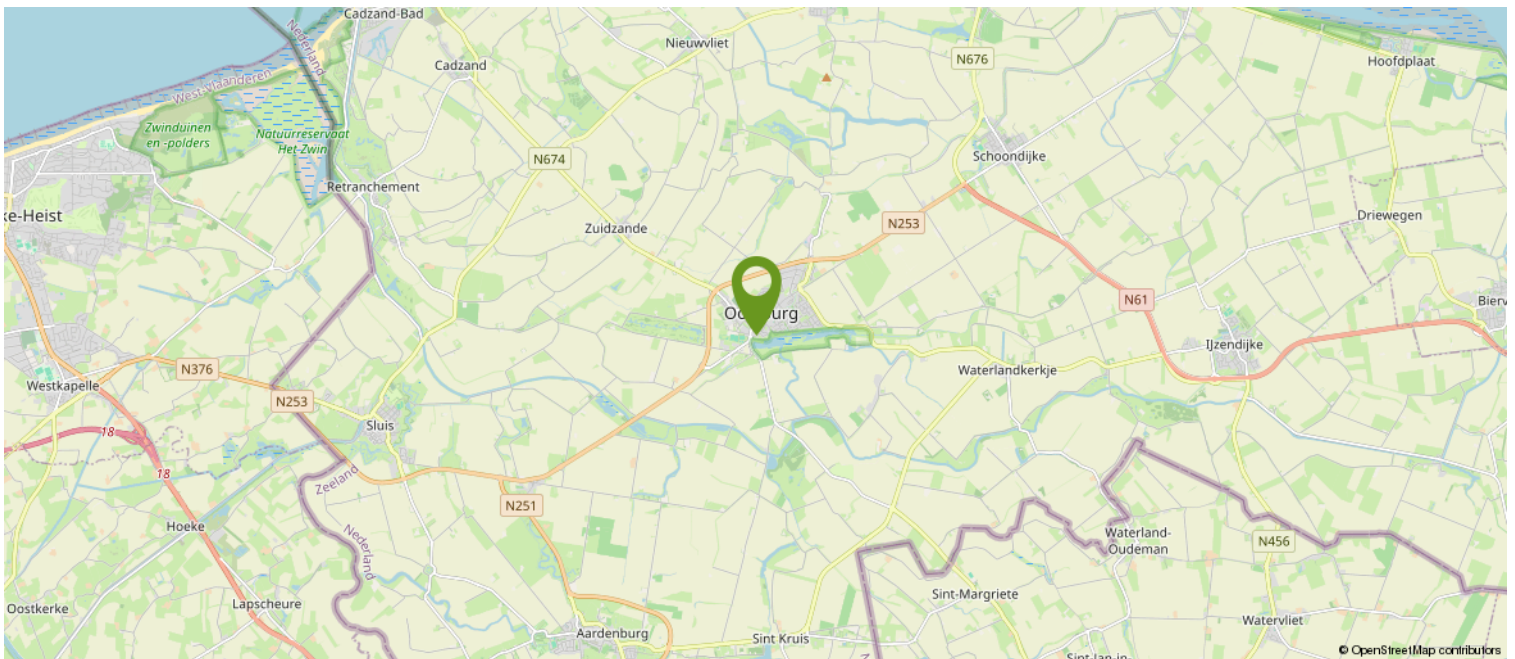 Cadzand-Bad
Nederland
Nieuwvliet
Cadzand
N676
Hoofdplaat
West-Vlaanderen
Zwinduinen
en -polders
Natuurreservaat
Het Zwin
N674
Schoondijke
Retranchement
ke-Heist
Driewegen
Zuidzande
N253
N61
Bierv
IJzendijke
N376
Westkapelle
Waterlandkerkje
N253
Sluis
18
18
Zeeland
N251
Hoeke
Nederland
Waterland-
Oudeman
N456
Sint-Margriete
Oostkerke
Lapscheure
Watervliet
Aardenburg
Sint Kruis
© OpenStreetMap contributors